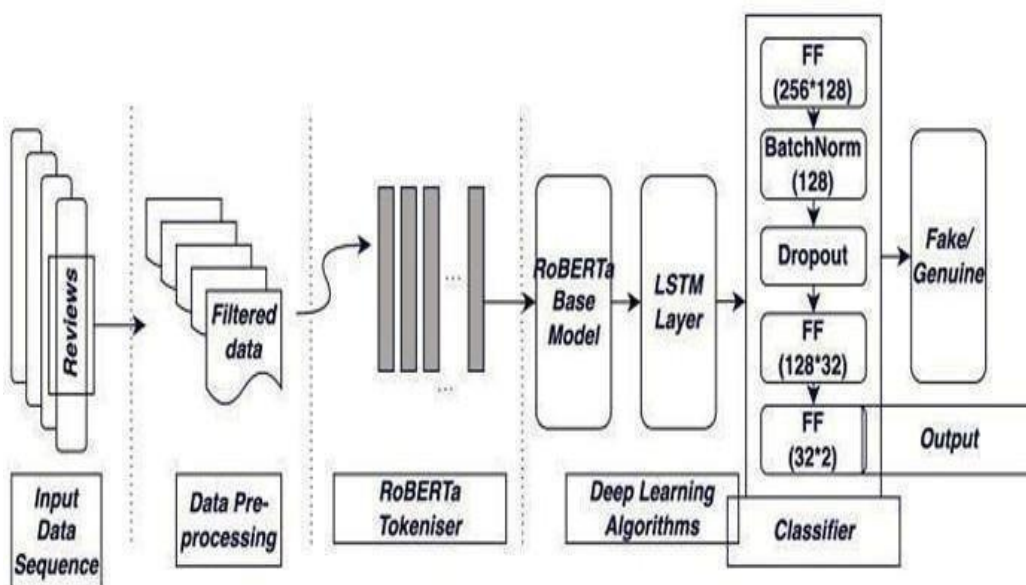 Reviews
Filtered
data
...
...
RoBERTa
Base
Model
LSTM
Layer
FF
(256*128)
BatchNorm
(128)
Dropout
FF
(128*32)
FF
(32*2)
Fake/
Genuine
Output
Input
Data
Sequence
Data Pre-
processing
RoBERTa
Tokeniser
Deep Learning
Algorithms
Classifier